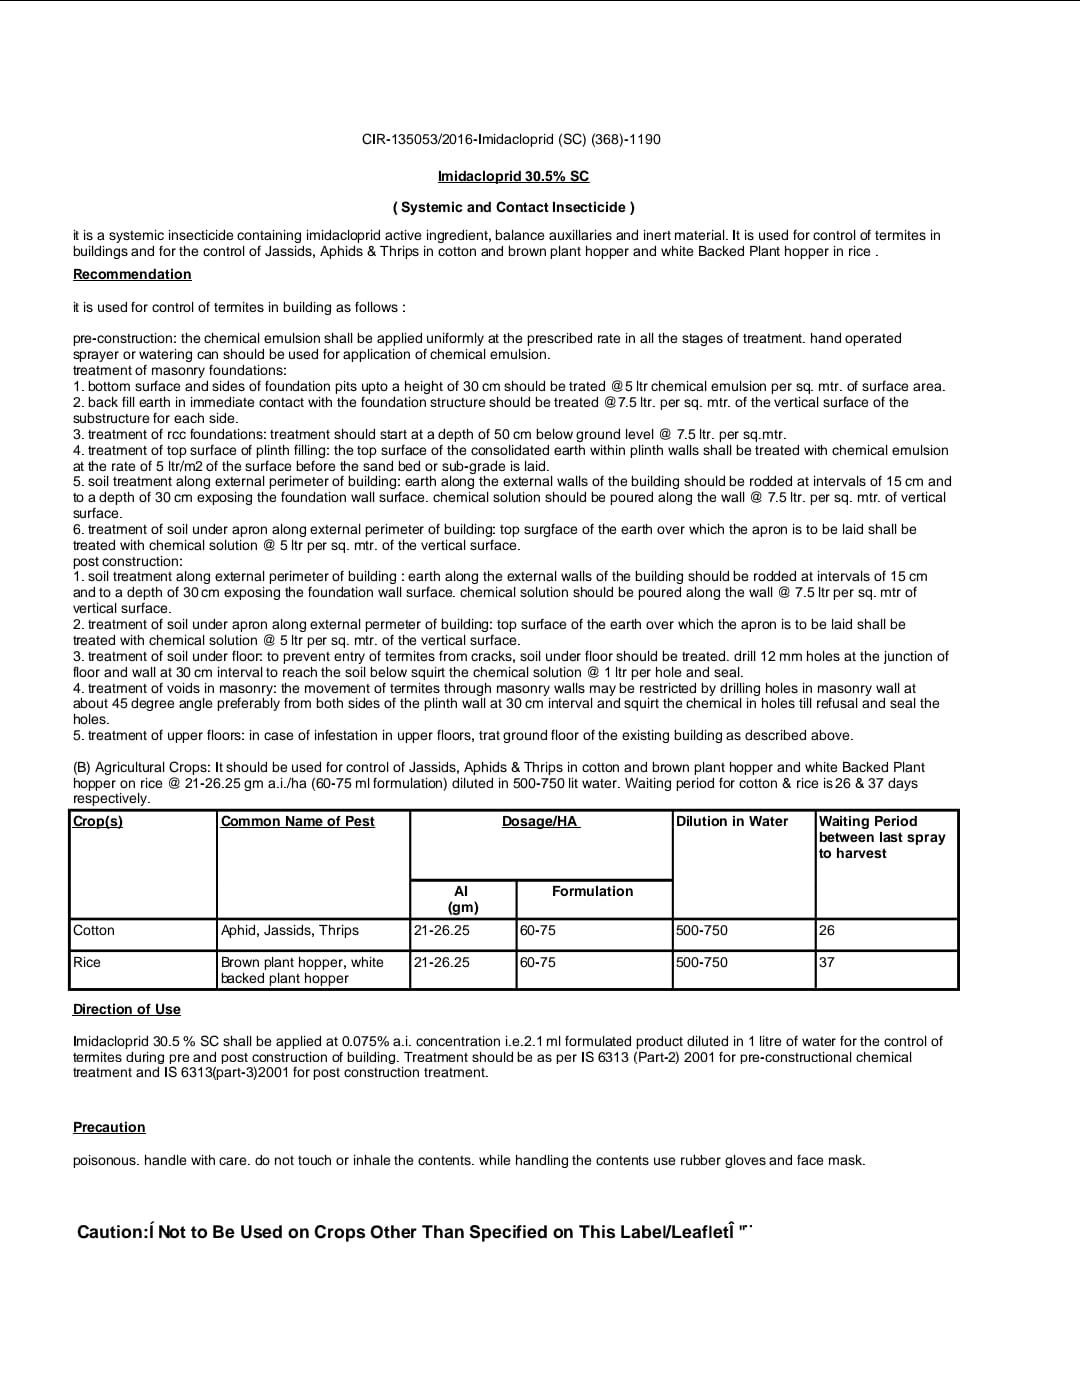 CIR-135053/2016-Imidacloprid (SC) (368)-1190
Imidacloprid 30.5% SC
( Systemic and Contact Insecticide )
it is a systemic insecticide containing imidacloprid active ingredient, balance auxillaries and inert material. It is used for control of termites in
buildings and for the control of Jassids, Aphids & Thrips in cotton and brown plant hopper and white Backed Plant hopper in rice .
Recommendation
it is used for control of termites in building as follows :
pre-construction: the chemical emulsion shall be applied uniformly at the prescribed rate in all the stages of treatment. hand operated
sprayer or watering can should be used for application of chemical emulsion.
treatment of masonry foundations:
1. bottom surface and sides of foundation pits upto a height of 30 cm should be trated @5 ltr chemical emulsion per sq. mtr. of surface area.
2. back fill earth in immediate contact with the foundation structure should be treated @7.5 ltr. per sq. mtr. of the vertical surface of the
substructure for each side.
3. treatment of rcc foundations: treatment should start at a depth of 50 cm below ground level @ 7.5 ltr. per sq.mtr.
4. treatment of top surface of plinth filling: the top surface of the consolidated earth within plinth walls shall be treated with chemical emulsion
at the rate of 5 ltr/m2 of the surface before the sand bed or sub-grade is laid.
5. soil treatment along external perimeter of building: earth along the external walls of the building should be rodded at intervals of 15 cm and
to a depth of 30 cm exposing the foundation wall surface. chemical solution should be poured along the wall @ 7.5 ltr. per sq. mtr. of vertical
surface.
6. treatment of soil under apron along external perimeter of building: top surgface of the earth over which the apron is to be laid shall be
treated with chemical solution @ 5 ltr per sq. mtr. of the vertical surface.
post construction:
1. soil treatment along external perimeter of building : earth along the external walls of the building should be rodded at intervals of 15 cm
and to a depth of 30 cm exposing the foundation wall surface. chemical solution should be poured along the wall @ 7.5 ltr per sq. mtr of
vertical surface.
2. treatment of soil under apron along external permeter of building: top surface of the earth over which the apron is to be laid shall be
treated with chemical solution @ 5 ltr per sq. mtr. of the vertical surface.
3. treatment of soil under floor: to prevent entry of termites from cracks, soil under floor should be treated. drill 12 mm holes at the junction of
floor and wall at 30 cm interval to reach the soil below squirt the chemical solution @ 1 ltr per hole and seal.
4. treatment of voids in masonry: the movement of termites through masonry walls may be restricted by drilling holes in masonry wall at
about 45 degree angle preferably from both sides of the plinth wall at 30 cm interval and squirt the chemical in holes till refusal and seal the
holes.
5. treatment of upper floors: in case of infestation in upper floors, trat ground floor of the existing building as described above.
(B) Agricultural Crops: It should be used for control of Jassids, Aphids & Thrips in cotton and brown plant hopper and white Backed Plant
hopper on rice @ 21-26.25 gm a.i./ha (60-75 ml formulation) diluted in 500-750 lit water. Waiting period for cotton & rice is 26 & 37 days
respectively.
Crop(s) Common Name of Pest Dosage/HA Dilution in Water Waiting Period
between last spray
to harvest
AI Formulation
(gm)
Cotton Aphid, Jassids, Thrips 21-26.25 60-75 500-750 26
Rice Brown plant hopper, white 21-26.25 60-75 500-750 37
backed plant hopper
Direction of Use
Imidacloprid 30.5 % SC shall be applied at 0.075% a.i. concentration i.e.2.1 ml formulated product diluted in 1 litre of water for the control of
termites during pre and post construction of building. Treatment should be as per IS 6313 (Part-2) 2001 for pre-constructional chemical
treatment and IS 6313(part-3)2001 for post construction treatment.
Precaution
poisonous. handle with care. do not touch or inhale the contents. while handling the contents use rubber gloves and face mask.
Caution:Í Not to Be Used on Crops Other Than Specified on This Label/LeafletÎ